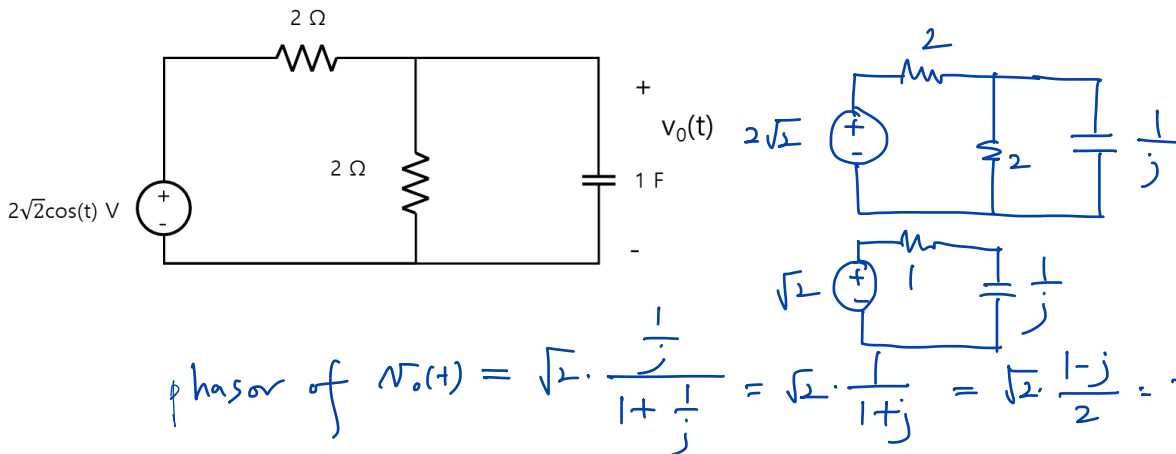 2 Ω
2 Ω
1 F
+
v₀(t)
-
2√2cos(t) V
+
-
2
2√2
+
-
2
1/j
√2
+
-
1
1/j
phasor of v₀(t) = √2 · (1/j)/(1 + 1/j) = √2 · 1/(1+j) = √2 · (1-j)/2 =